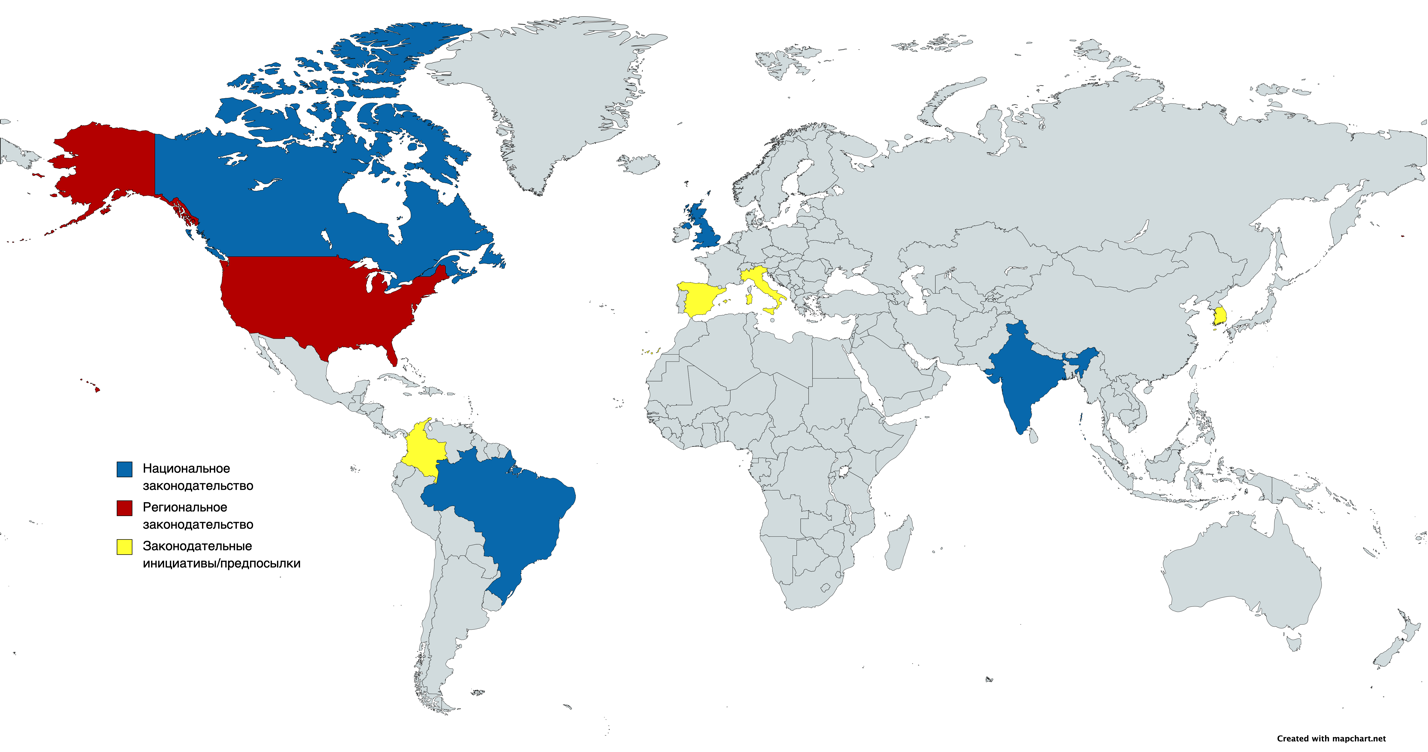 Национальное
законодательство
Региональное
законодательство
Законодательные
инициативы/предпосылки
Created with mapchart.net